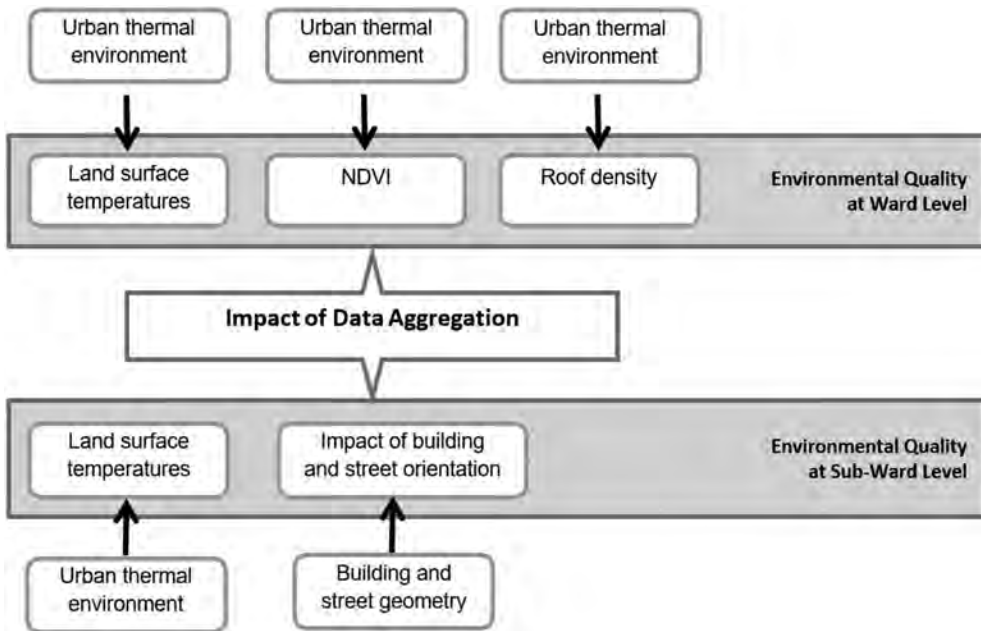 Urban thermal
environment
Urban thermal
environment
Urban thermal
environment
Land surface
temperatures
NDVI
Roof density
Environmental Quality
at Ward Level
Impact of Data Aggregation
Land surface
temperatures
Impact of building
and street orientation
Environmental Quality
at Sub-Ward Level
Urban thermal
environment
Building and
street geometry